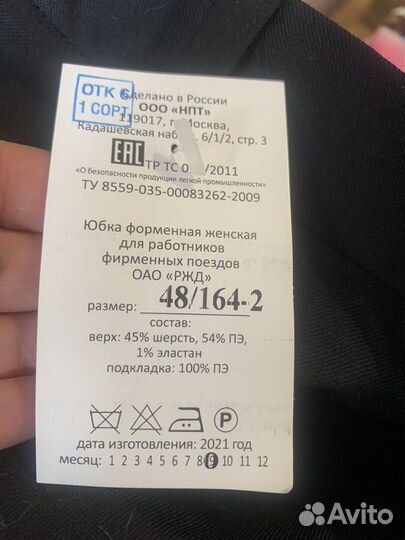 ОТК 6
1 СОРТ
Сделано в России
ООО «НПТ»
119017, г. Москва,
Кадашевская наб., 6/1/2, стр. 3
ЕАС
ТР ТС 0 /2011
«О безопасности продукции легкой промышленности»
ТУ 8559-035-00083262-2009
Юбка форменная женская
для работников
фирменных поездов
ОАО «РЖД»
размер: 48/164-2
состав:
верх: 45% шерсть, 54% ПЭ,
1% эластан
подкладка: 100% ПЭ
P
дата изготовления: 2021 год
месяц: 1 2 3 4 5 6 7 8 9 10 11 12
Avito